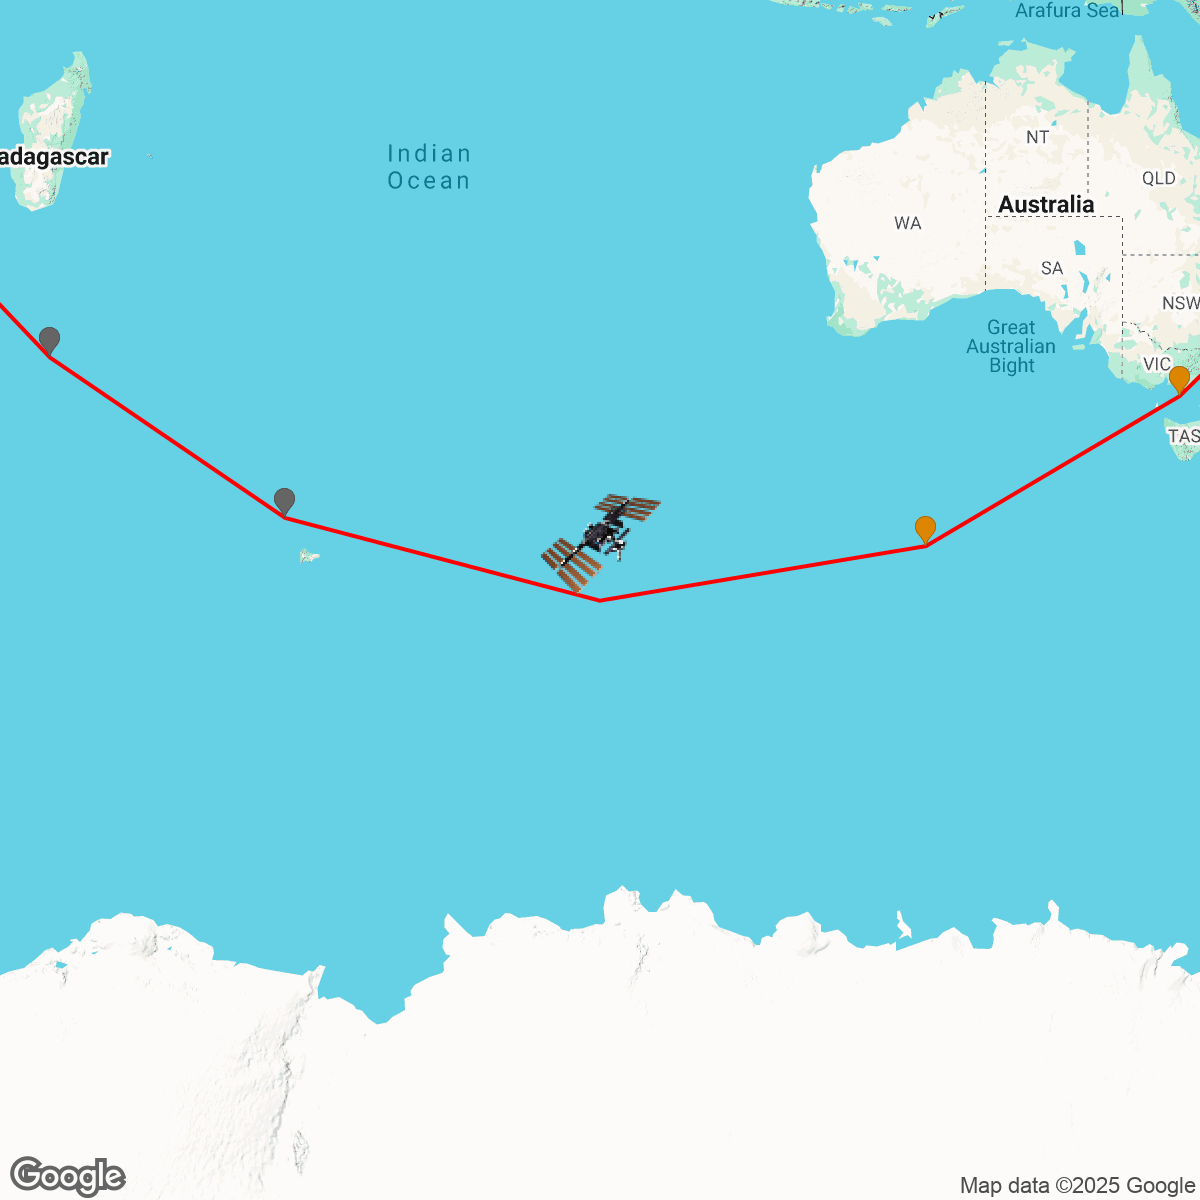 Arafura Sea
NT
adagascar
Indian
Ocean
QLD
Australia
WA
SA
NSW
Great
Australian
Bight
VIC
TAS
Google
Map data ©2025 Google